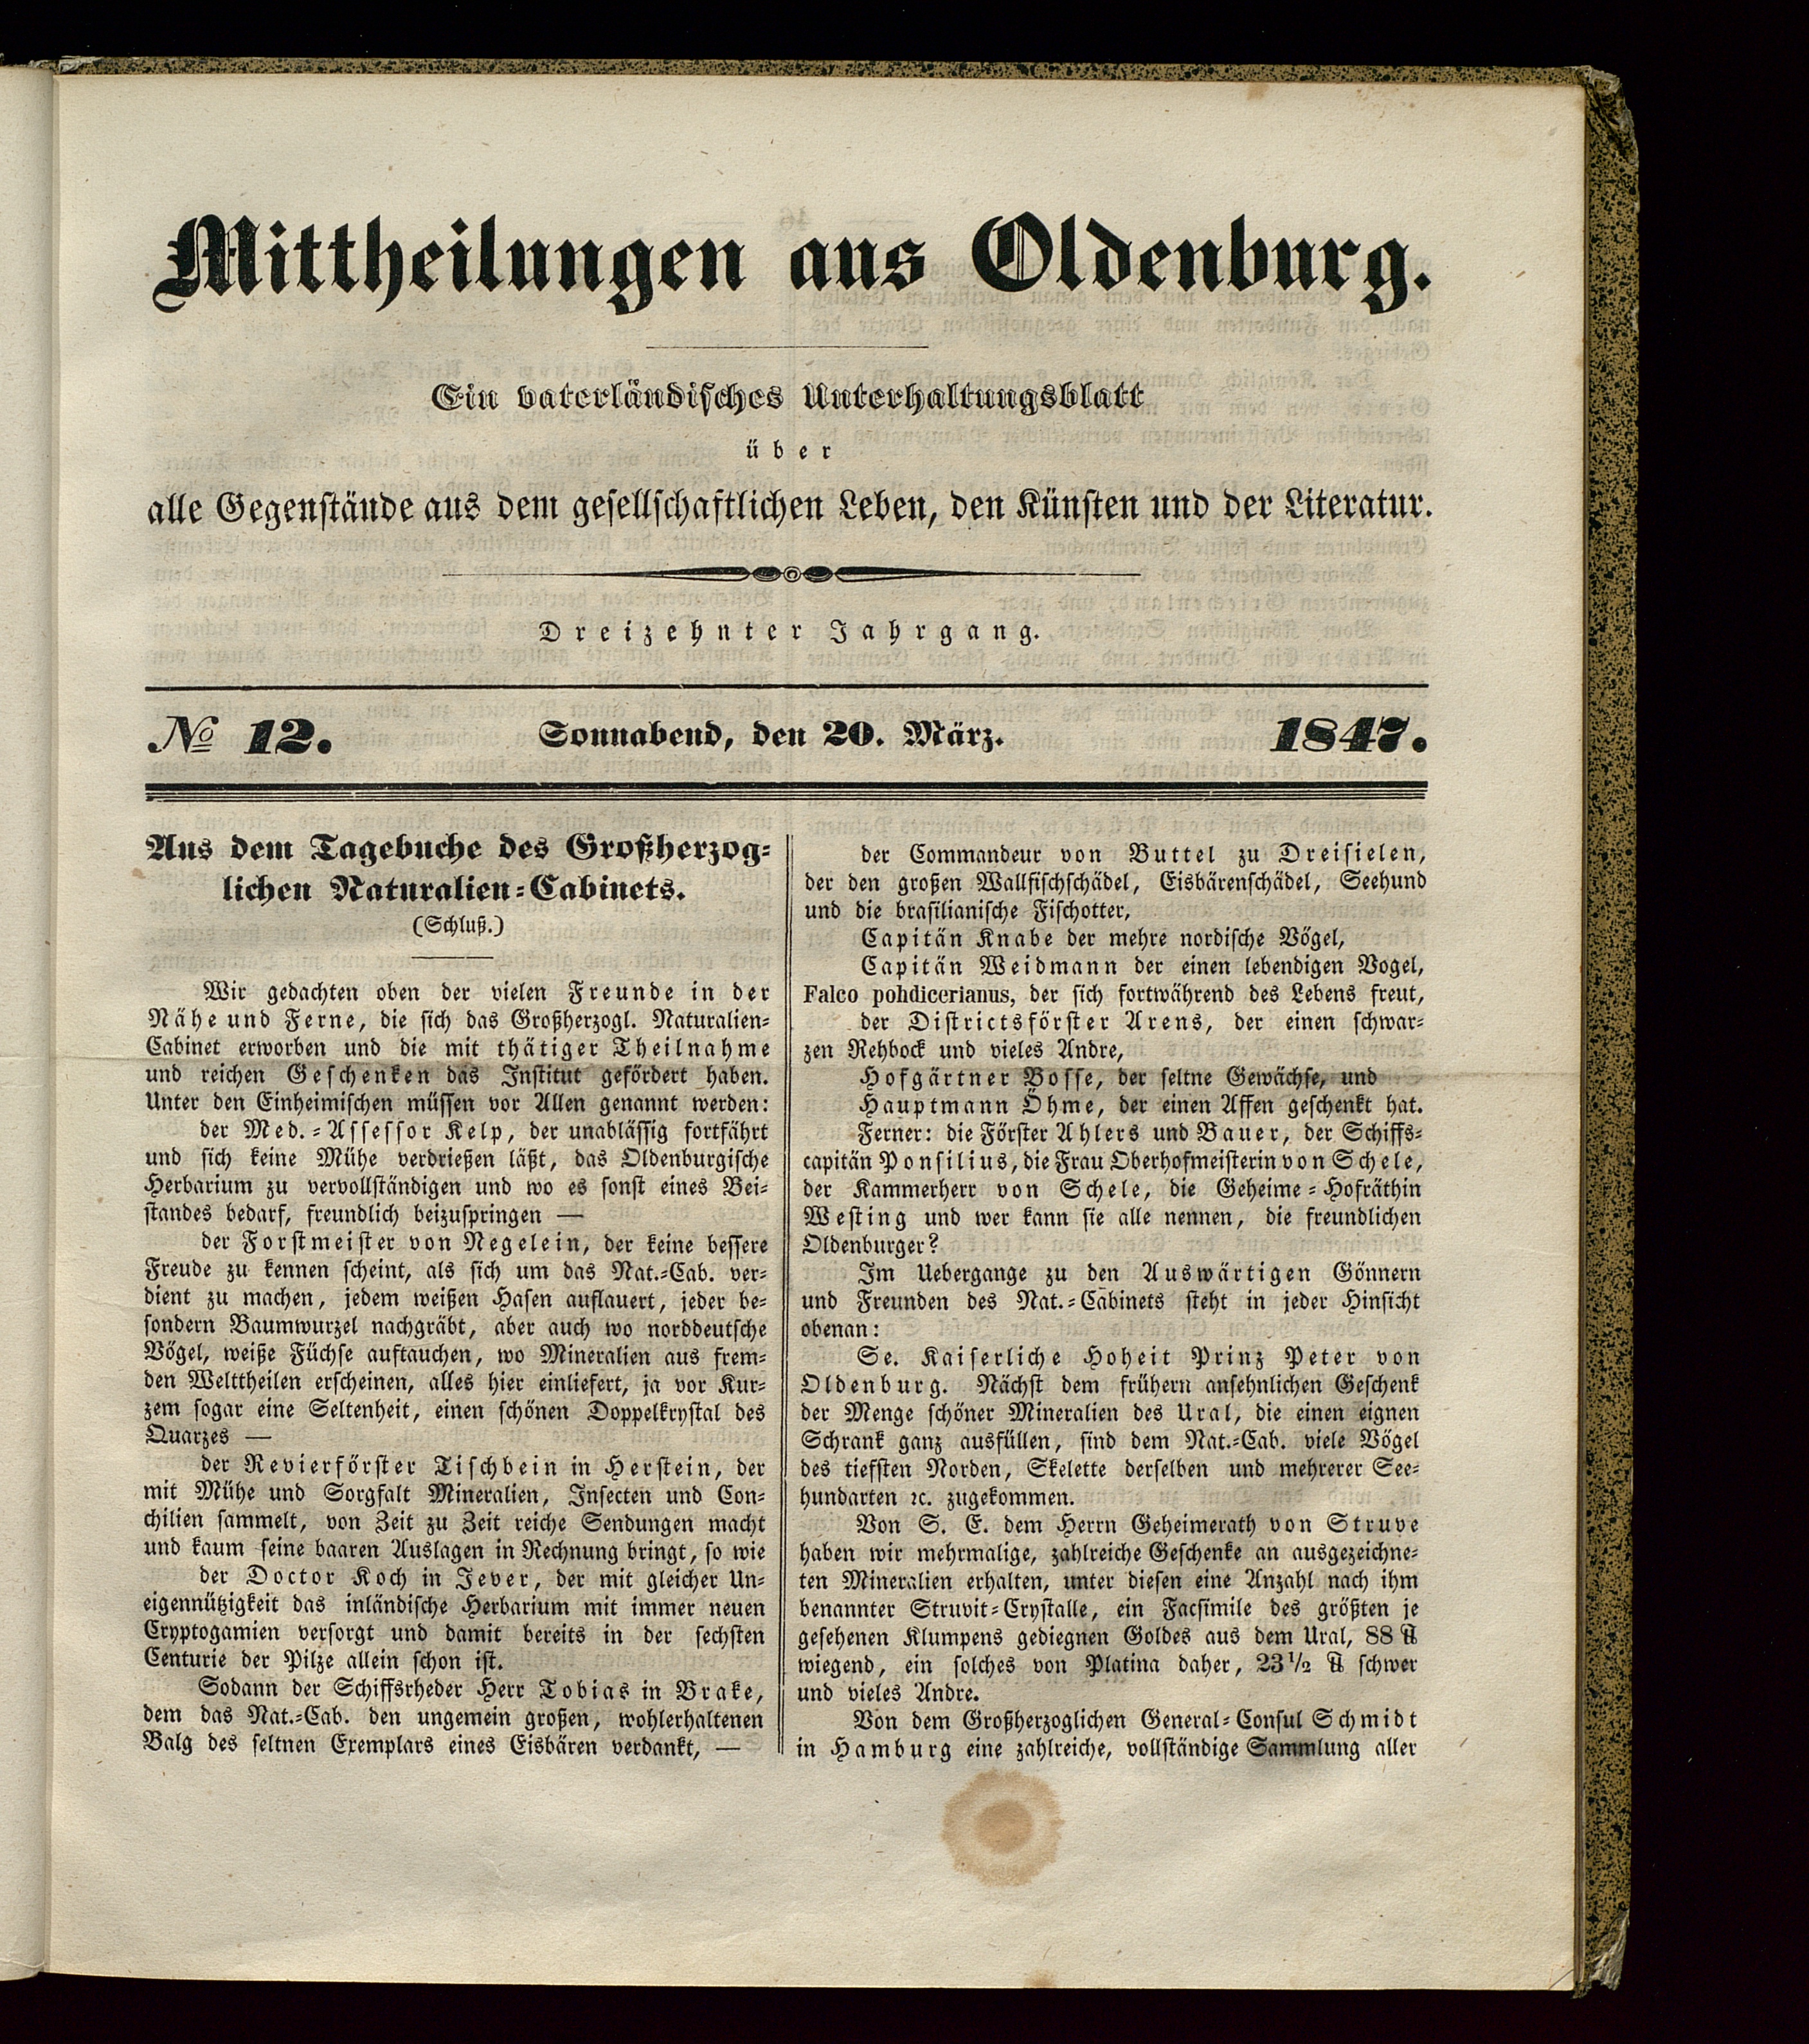 Mittheilungen aus Oldenburg.
Ein vaterländisches Unterhaltungsblatt
über
alle Gegenstände aus dem gesellschaftlichen Leben, den Künsten und der Literatur.
Dreizehnter Jahrgang.
№ 12. Sonnabend, den 20. März. 1847.
Aus dem Tagebuche des Großherzog-
lichen Naturalien-Cabinets.
(Schluß.)
Wir gedachten oben der vielen Freunde in der
Nähe und Ferne, die sich das Großherzogl. Naturalien-
Cabinet erworben und die mit thätiger Theilnahme
und reichen Geschenken das Institut gefördert haben.
Unter den Einheimischen müssen vor Allen genannt werden:
der Med.-Assessor Kelp, der unablässig fortfährt
und sich keine Mühe verdrießen läßt, das Oldenburgische
Herbarium zu vervollständigen und wo es sonst eines Bei-
standes bedarf, freundlich beizuspringen —
der Forstmeister von Negelein, der keine bessere
Freude zu kennen scheint, als sich um das Nat.-Cab. ver-
dient zu machen, jedem weißen Hasen auflauert, jeder be-
sondern Baumwurzel nachgräbt, aber auch wo norddeutsche
Vögel, weiße Füchse auftauchen, wo Mineralien aus frem-
den Welttheilen erscheinen, alles hier einliefert, ja vor Kur-
zem sogar eine Seltenheit, einen schönen Doppelkrystal des
Quarzes —
der Revierförster Tischbein in Herstein, der
mit Mühe und Sorgfalt Mineralien, Insecten und Con-
chilien sammelt, von Zeit zu Zeit reiche Sendungen macht
und kaum seine baaren Auslagen in Rechnung bringt, so wie
der Doctor Koch in Jever, der mit gleicher Un-
eigennützigkeit das inländische Herbarium mit immer neuen
Cryptogamien versorgt und damit bereits in der sechsten
Centurie der Pilze allein schon ist.
Sodann der Schiffsrheder Herr Tobias in Brake,
dem das Nat.-Cab. den ungemein großen, wohlerhaltenen
Balg des seltnen Exemplars eines Eisbären verdankt, —
der Commandeur von Buttel zu Dreisielen,
der den großen Wallfischschädel, Eisbärenschädel, Seehund
und die brasilianische Fischotter,
Capitän Knabe der mehre nordische Vögel,
Capitän Weidmann der einen lebendigen Vogel,
Falco pohdicerianus, der sich fortwährend des Lebens freut,
der Districtsförster Arens, der einen schwar-
zen Rehbock und vieles Andre,
Hofgärtner Bosse, der seltne Gewächse, und
Hauptmann Öhme, der einen Affen geschenkt hat.
Ferner: die Förster Ahlers und Bauer, der Schiffs-
capitän Ponsilius, die Frau Oberhofmeisterin von Schele,
der Kammerherr von Schele, die Geheime-Hofräthin
Westing und wer kann sie alle nennen, die freundlichen
Oldenburger?
Im Uebergange zu den Auswärtigen Gönnern
und Freunden des Nat.-Cabinets steht in jeder Hinsicht
obenan:
Se. Kaiserliche Hoheit Prinz Peter von
Oldenburg. Nächst dem frühern ansehnlichen Geschenk
der Menge schöner Mineralien des Ural, die einen eignen
Schrank ganz ausfüllen, sind dem Nat.-Cab. viele Vögel
des tiefsten Norden, Skelette derselben und mehrerer See-
hundarten ꝛc. zugekommen.
Von S. E. dem Herrn Geheimerath von Struve
haben wir mehrmalige, zahlreiche Geschenke an ausgezeichne-
ten Mineralien erhalten, unter diesen eine Anzahl nach ihm
benannter Struvit-Crystalle, ein Facsimile des größten je
gesehenen Klumpens gediegnen Goldes aus dem Ural, 88 ℔
wiegend, ein solches von Platina daher, 23½ ℔ schwer
und vieles Andre.
Von dem Großherzoglichen General-Consul Schmidt
in Hamburg eine zahlreiche, vollständige Sammlung aller